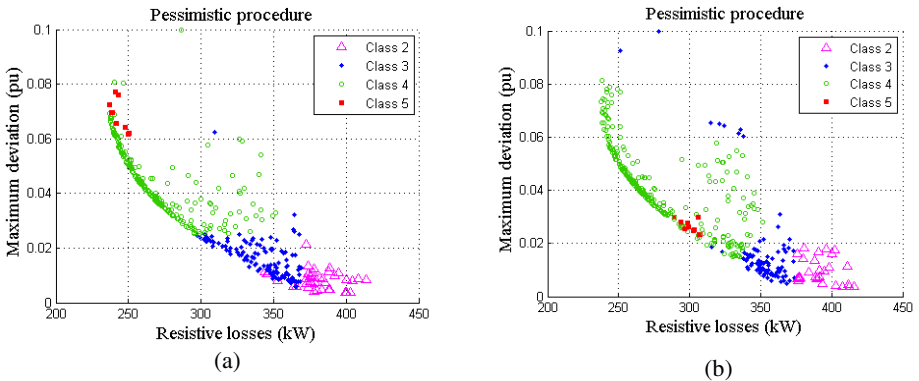 Pessimistic procedure
0.1
0.08
0.06
0.04
0.02
0
Maximum deviation (pu)
Class 2
Class 3
Class 4
Class 5
200 250 300 350 400 450
Resistive losses (kW)
(a)
Pessimistic procedure
0.1
0.08
0.06
0.04
0.02
0
Maximum deviation (pu)
Class 2
Class 3
Class 4
Class 5
200 250 300 350 400 450
Resistive losses (kW)
(b)